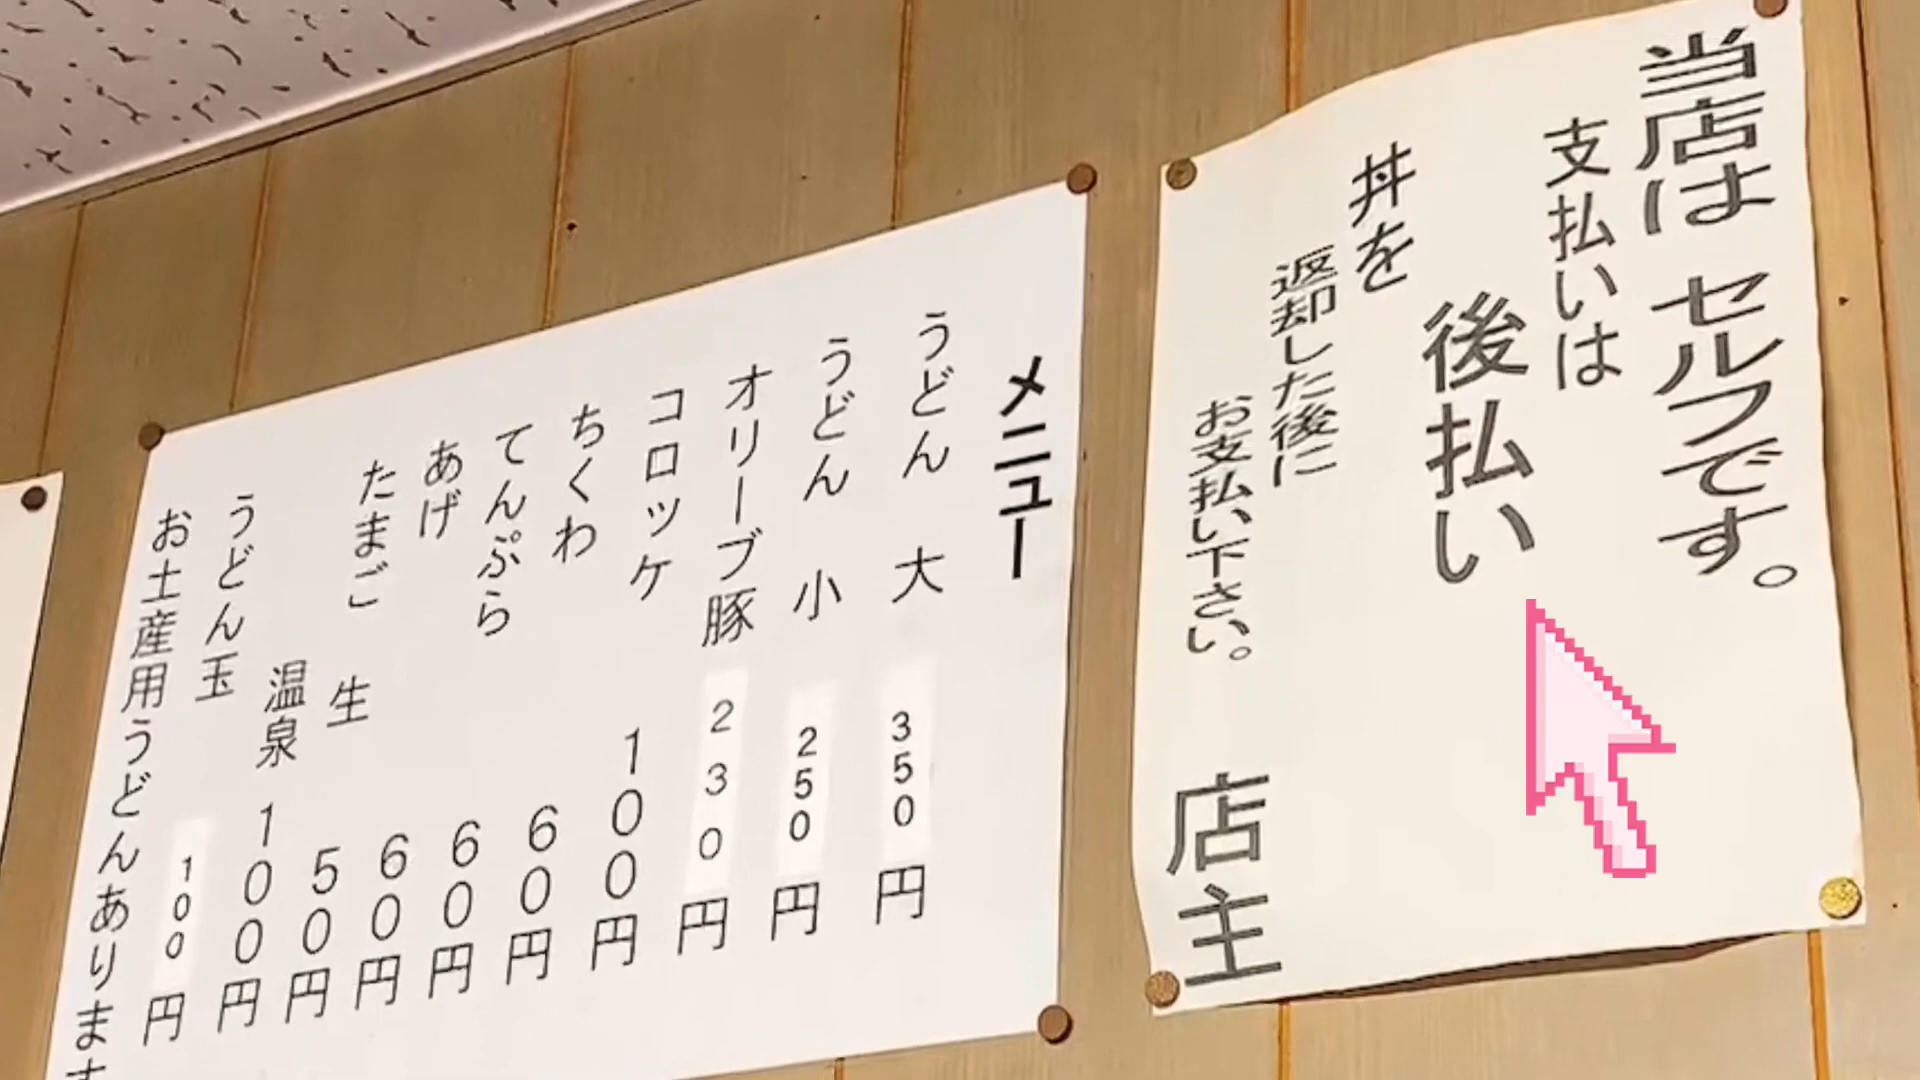 当店は セルフです。
支払いは
後払い
丼を
返却した後に
お支払い下さい。
店主
メニュー
うどん 大 350円
うどん 小 250円
オリーブ豚 230円
コロッケ 100円
ちくわ 60円
てんぷら 60円
あげ 60円
たまご 生 50円
温泉 100円
うどん玉 100円
お土産用うどんあります